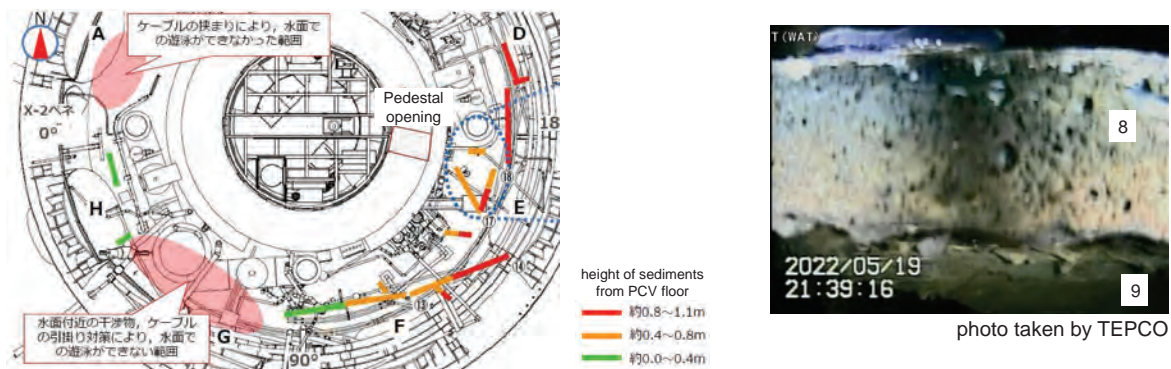 ケーブルの挟まりにより，水面で
の遊泳ができなかった範囲
N
A
D
Pedestal
opening
X-2ペネ
0°
18
⑱
E
⑰
H
⑭
⑬
F
G
90°
水面付近の干渉物，ケーブル
の引掛り対策により，水面で
の遊泳ができない範囲
height of sediments
from PCV floor
約0.8～1.1m
約0.4～0.8m
約0.0～0.4m
T(WAT)
8
2022/05/19
21:39:16
9
photo taken by TEPCO